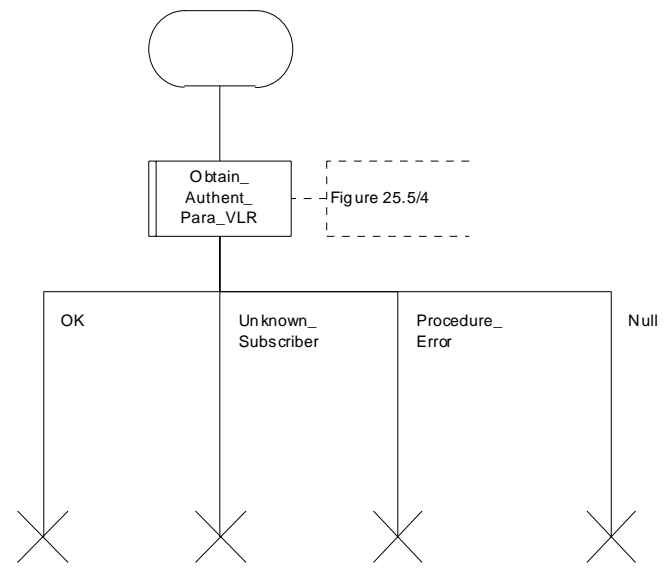 Obtain_
Authent_
Para_VLR
Figure 25.5/4
OK
Unknown_
Subscriber
Procedure_
Error
Null